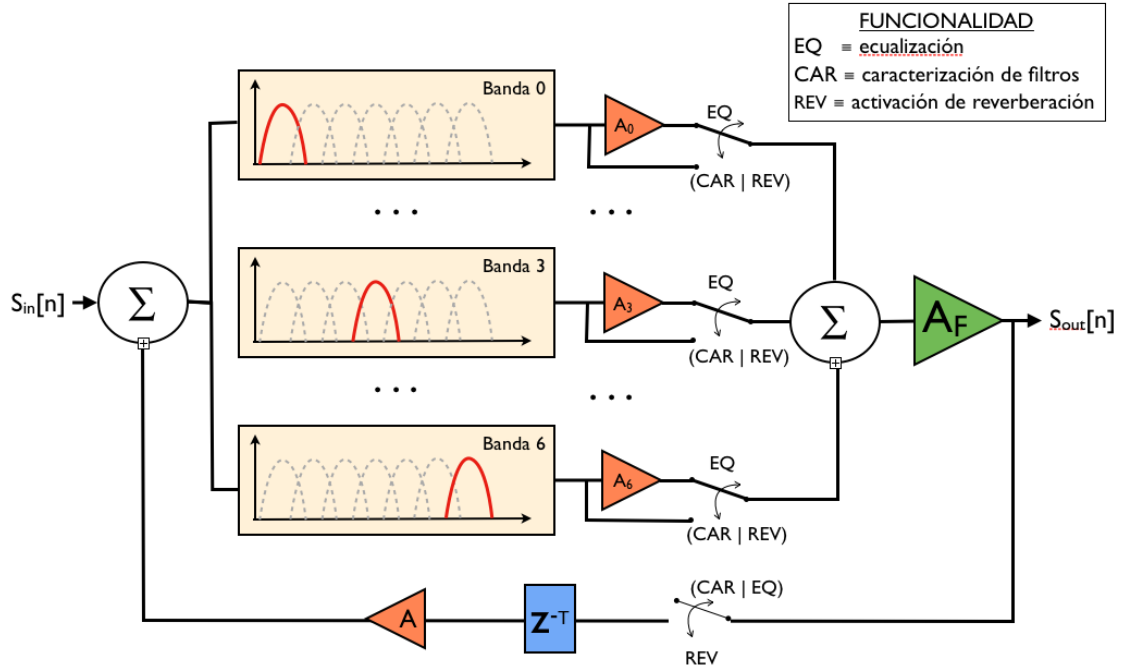 FUNCIONALIDAD
EQ ≡ ecualización
CAR ≡ caracterización de filtros
REV ≡ activación de reverberación
Banda 0
A0
EQ
(CAR | REV)
...
...
Banda 3
Sin[n]
Σ
A3
EQ
(CAR | REV)
Σ
AF
Sout[n]
+
+
...
...
Banda 6
A6
EQ
(CAR | REV)
(CAR | EQ)
A
Z-T
REV